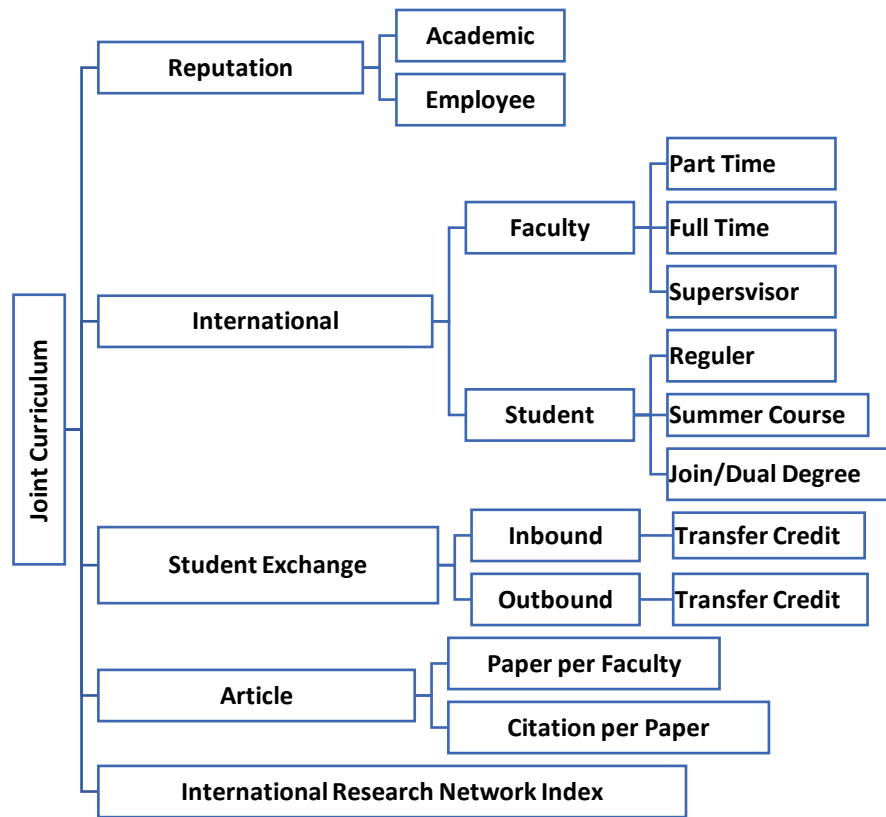 Joint Curriculum
Reputation
Academic
Employee
International
Faculty
Part Time
Full Time
Supersvisor
Student
Reguler
Summer Course
Join/Dual Degree
Student Exchange
Inbound
Transfer Credit
Outbound
Transfer Credit
Article
Paper per Faculty
Citation per Paper
International Research Network Index